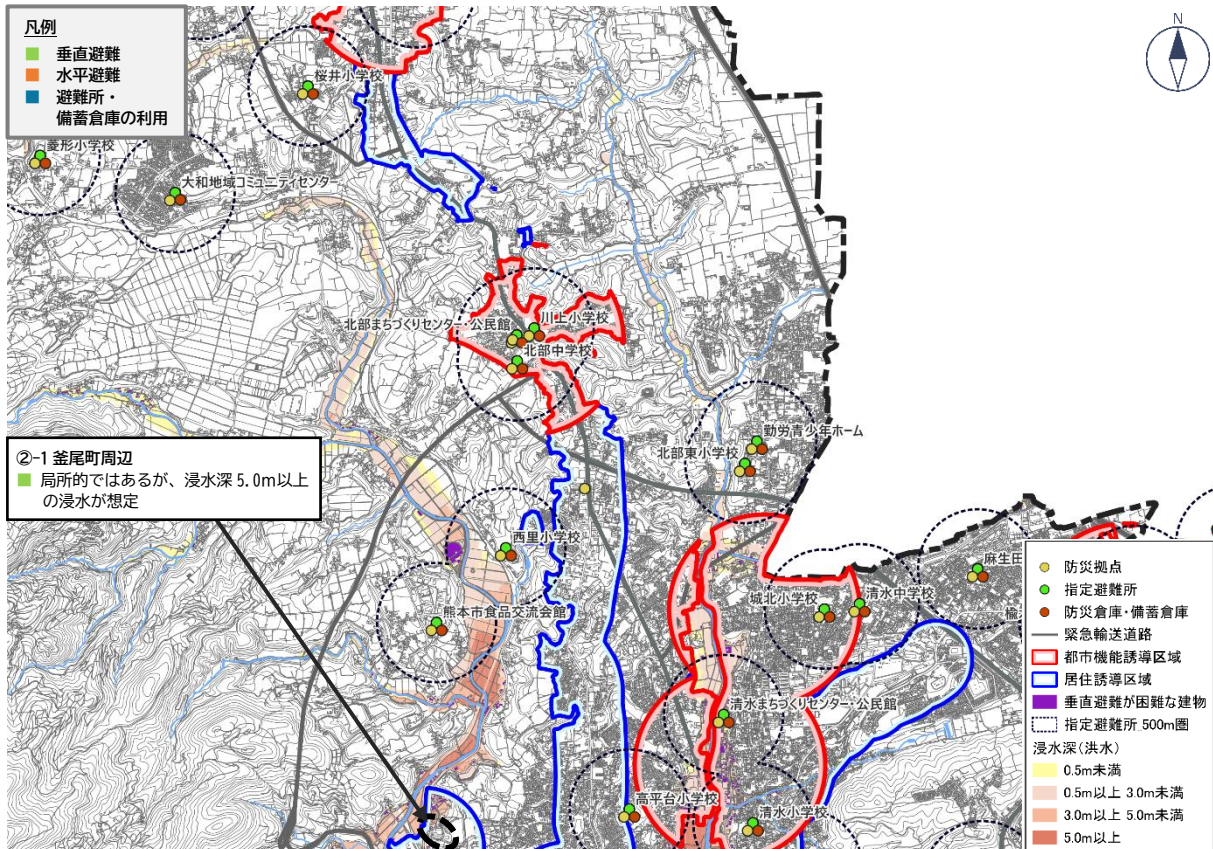 凡例
垂直避難
水平避難
避難所・
備蓄倉庫の利用
N
桜井小学校
菱形小学校
大和地域コミュニティセンター
北部まちづくりセンター・公民館
川上小学校
北部中学校
勤労青少年ホーム
北部東小学校
②-1 釜尾町周辺
局所的ではあるが、浸水深 5.0m以上
の浸水が想定
西里小学校
熊本市食品交流会館
城北小学校
清水中学校
麻生田
楡
清水まちづくりセンター・公民館
高平台小学校
清水小学校
防災拠点
指定避難所
防災倉庫・備蓄倉庫
緊急輸送道路
都市機能誘導区域
居住誘導区域
垂直避難が困難な建物
指定避難所_500m圏
浸水深(洪水)
0.5m未満
0.5m以上 3.0m未満
3.0m以上 5.0m未満
5.0m以上